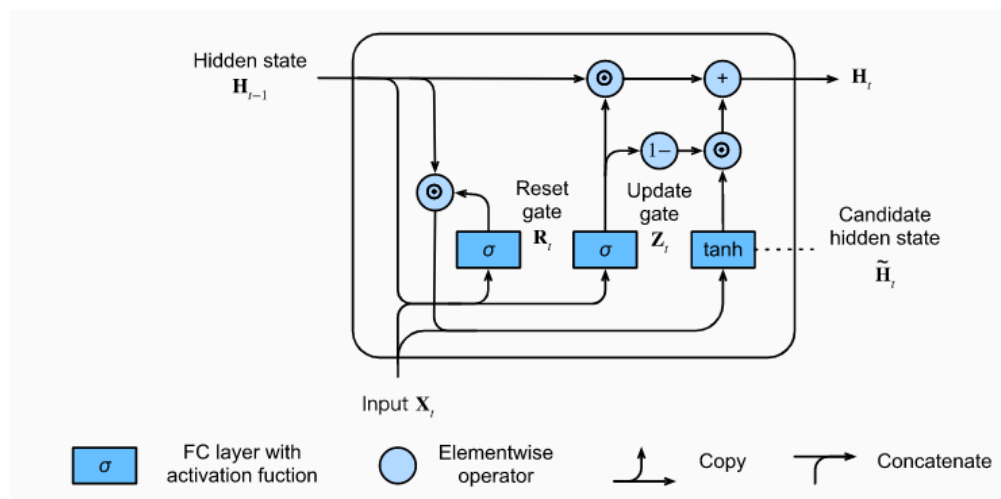 Hidden state
H_{t−1}
H_t
1−
Reset
gate
R_t
Update
gate
Z_t
Candidate
hidden state
H̃_t
σ
σ
tanh
Input X_t
σ
FC layer with
activation fuction
Elementwise
operator
Copy
Concatenate